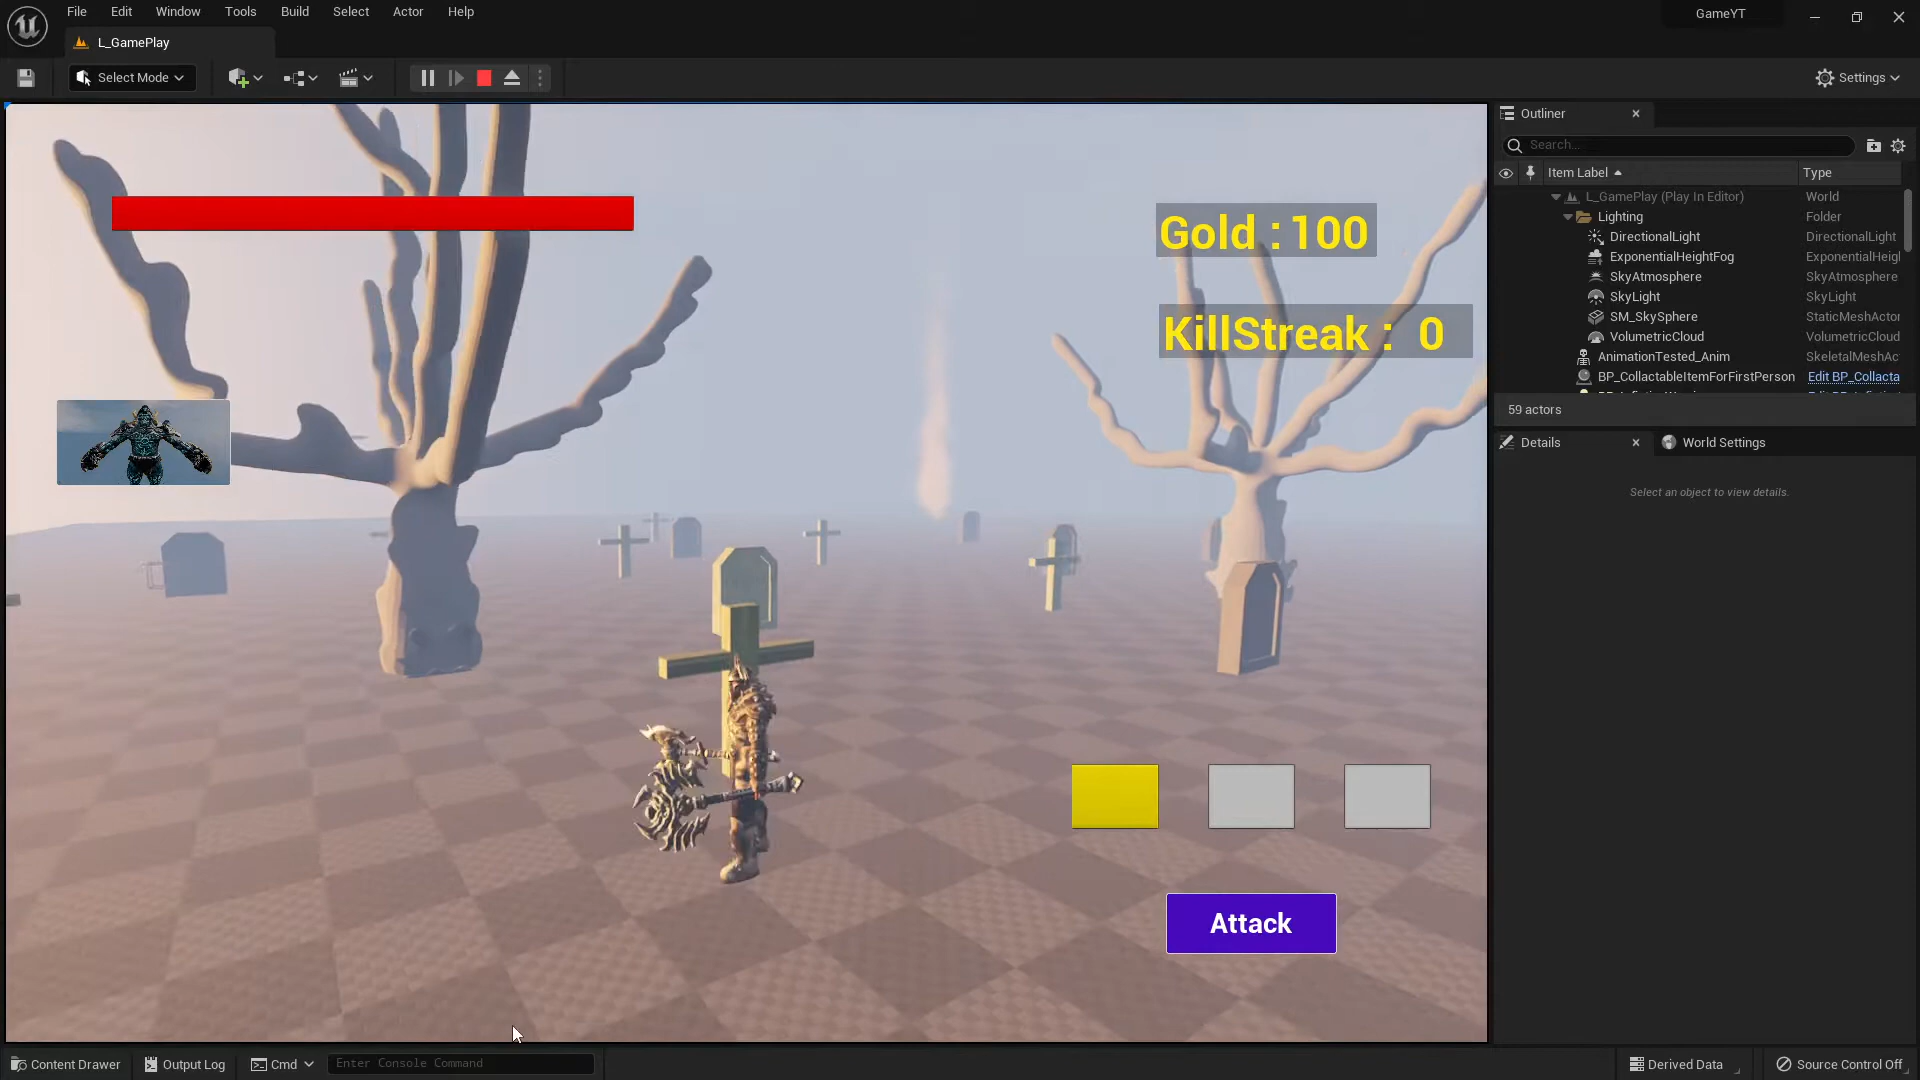 File Edit Window Tools Build Select Actor Help
GameYT
L_GamePlay
Select Mode
Settings
Outliner
Search...
Item Label Type
L_GamePlay (Play In Editor) World
Lighting Folder
DirectionalLight DirectionalLight
ExponentialHeightFog ExponentialHeigl
SkyAtmosphere SkyAtmosphere
SkyLight SkyLight
SM_SkySphere StaticMeshActor
VolumetricCloud VolumetricCloud
AnimationTested_Anim SkeletalMeshAc
BP_CollactableItemForFirstPerson Edit BP_Collacta
59 actors
Details World Settings
Select an object to view details.
Gold : 100
KillStreak : 0
Attack
Content Drawer Output Log Cmd Enter Console Command Derived Data Source Control Off